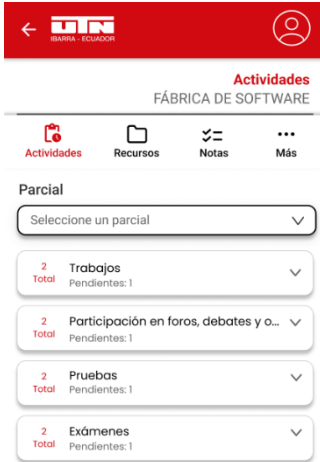 UTN
IBARRA - ECUADOR
Actividades
FÁBRICA DE SOFTWARE
Actividades Recursos Notas Más
Parcial
Seleccione un parcial
2 Total Trabajos
Pendientes: 1
2 Total Participación en foros, debates y o...
Pendientes: 1
2 Total Pruebas
Pendientes: 1
2 Total Exámenes
Pendientes: 1